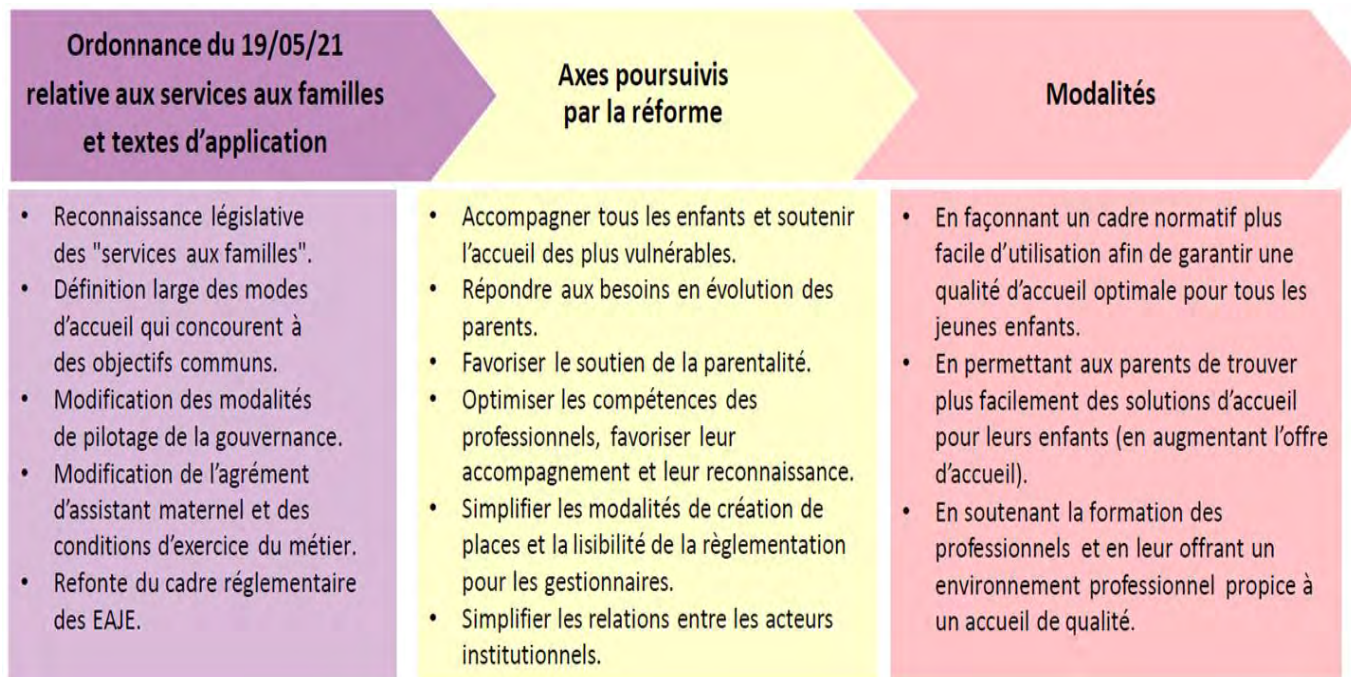 Ordonnance du 19/05/21
relative aux services aux familles
et textes d'application
Axes poursuivis
par la réforme
Modalités
• Reconnaissance législative
des "services aux familles".
• Définition large des modes
d'accueil qui concourent à
des objectifs communs.
• Modification des modalités
de pilotage de la gouvernance.
• Modification de l'agrément
d'assistant maternel et des
conditions d'exercice du métier.
• Refonte du cadre réglementaire
des EAJE.
• Accompagner tous les enfants et soutenir
l'accueil des plus vulnérables.
• Répondre aux besoins en évolution des
parents.
• Favoriser le soutien de la parentalité.
• Optimiser les compétences des
professionnels, favoriser leur
accompagnement et leur reconnaissance.
• Simplifier les modalités de création de
places et la lisibilité de la règlementation
pour les gestionnaires.
• Simplifier les relations entre les acteurs
institutionnels.
• En façonnant un cadre normatif plus
facile d'utilisation afin de garantir une
qualité d'accueil optimale pour tous les
jeunes enfants.
• En permettant aux parents de trouver
plus facilement des solutions d'accueil
pour leurs enfants (en augmentant l'offre
d'accueil).
• En soutenant la formation des
professionnels et en leur offrant un
environnement professionnel propice à
un accueil de qualité.